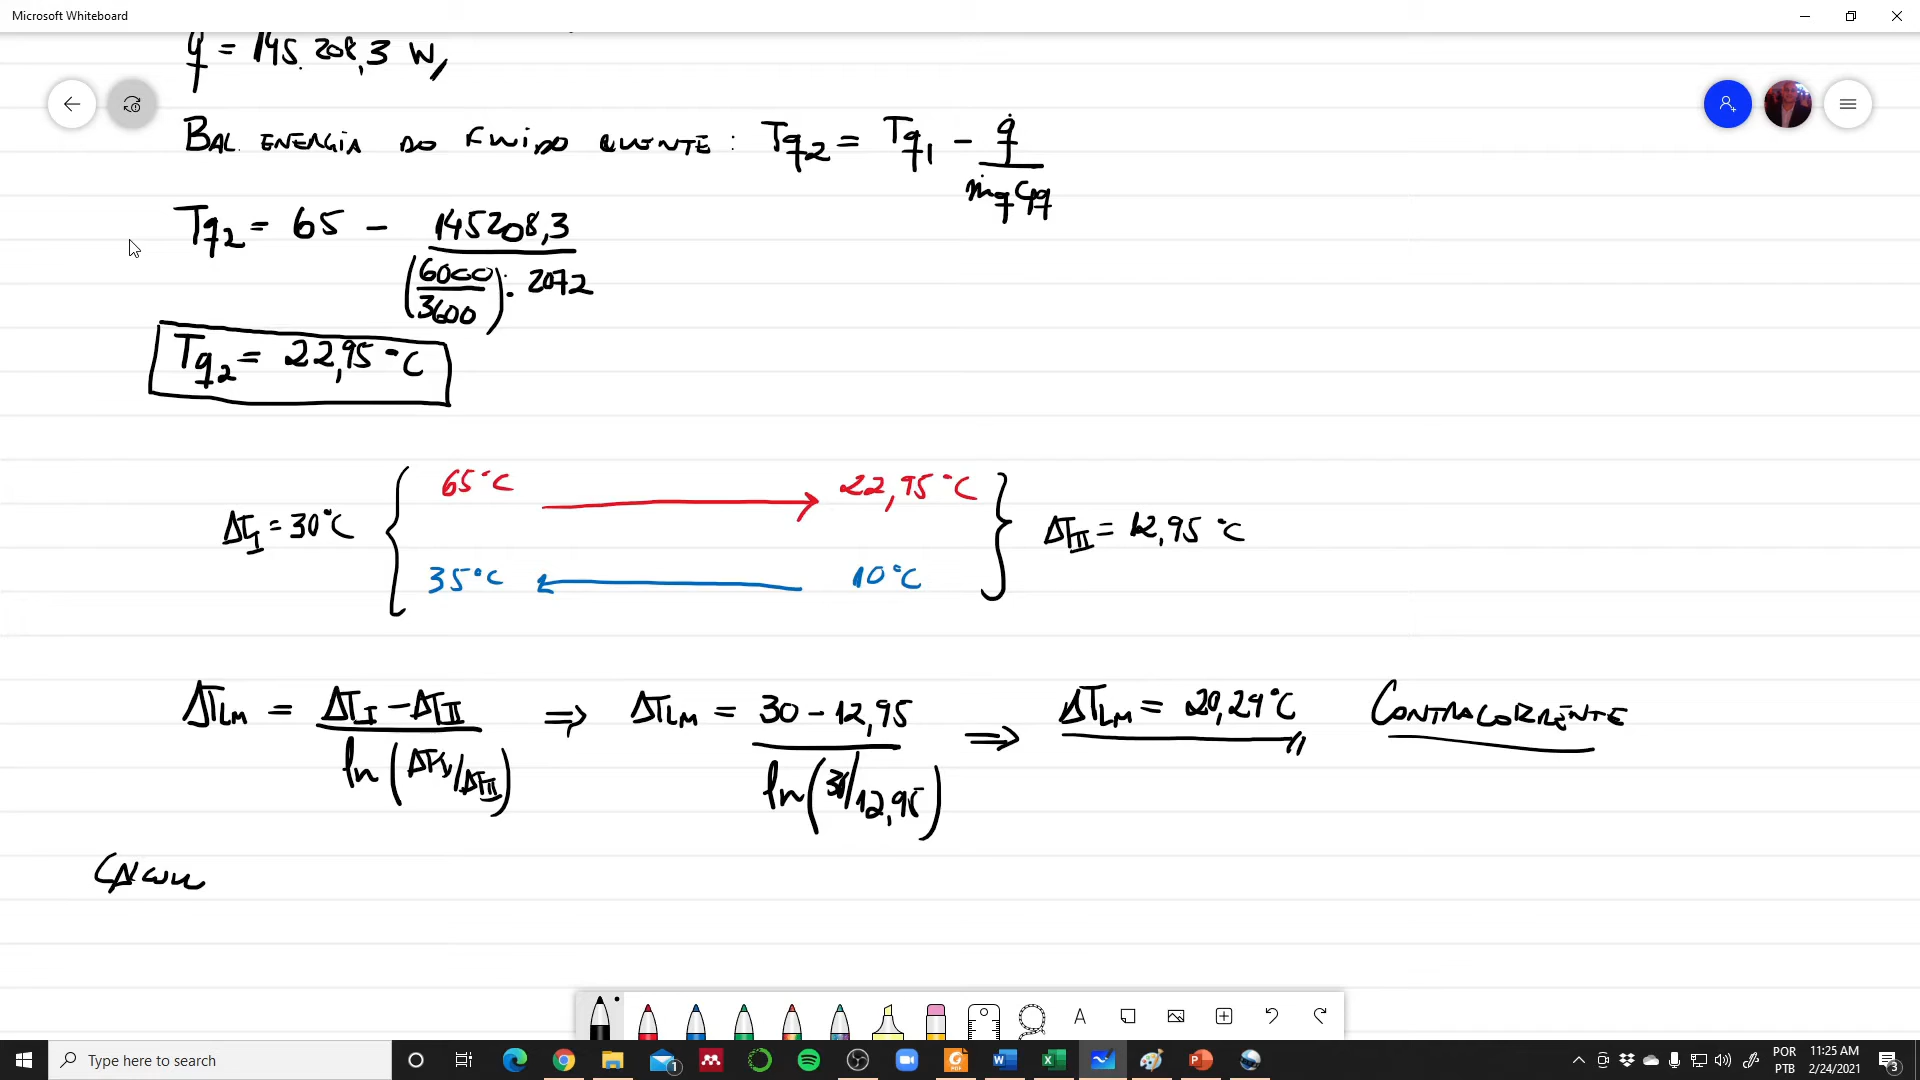 Microsoft Whiteboard
q̇ = 145.208,3 W,
BAL. ENERGIA DO FLUIDO QUENTE : Tq2 = Tq1 - q̇ / ṁq Cpq
Tq2 = 65 - 145208,3 / (6000/3600) . 2072
Tq2 = 22,95 °C
65°C 22,95 °C
ΔTI = 30°C ΔTII = 12,95 °C
35°C 10°C
ΔTLM = ΔTI - ΔTII / ln(ΔTI/ΔTII) ⇒ ΔTLM = 30 - 12,95 / ln(30/12,95) ⇒ ΔTLM = 20,29°C CONTRACORRENTE
A
Type here to search
1
POR
PTB
11:25 AM
2/24/2021
3